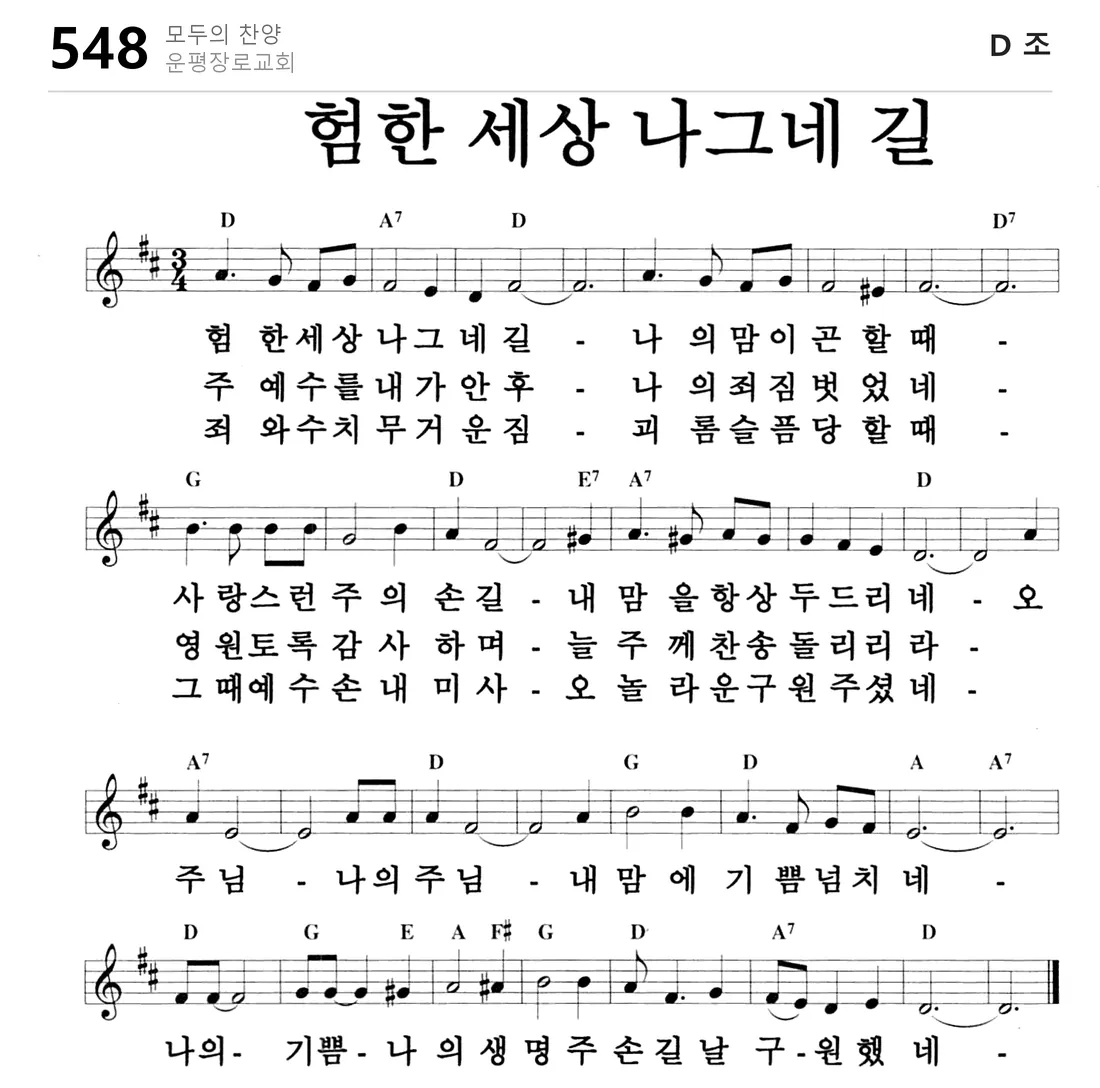 548 모두의 찬양
운평장로교회
D 조
험한 세상 나그네 길
D A7 D D7
3
4
험 한세상 나그 네 길 - 나 의맘이 곤 할 때 -
주 예수를 내 가 안 후 - 나 의죄짐 벗 었 네 -
죄 와수치 무거 운 짐 - 괴 롬슬픔 당 할 때 -
G D E7 A7 D
사 랑스런 주 의 손 길 - 내 맘 을항상 두드리 네 - 오
영 원토록 감 사 하 며 - 늘 주 께찬송 돌리리 라 -
그 때예수 손 내 미 사 - 오 놀 라운구 원주셨 네 -
A7 D G D A A7
주 님 - 나의 주 님 - 내 맘 에 기 쁨넘치 네 -
D G E A F# G D A7 D
나의- 기쁨- 나 의 생 명 주 손 길 날 구-원 했 네 -